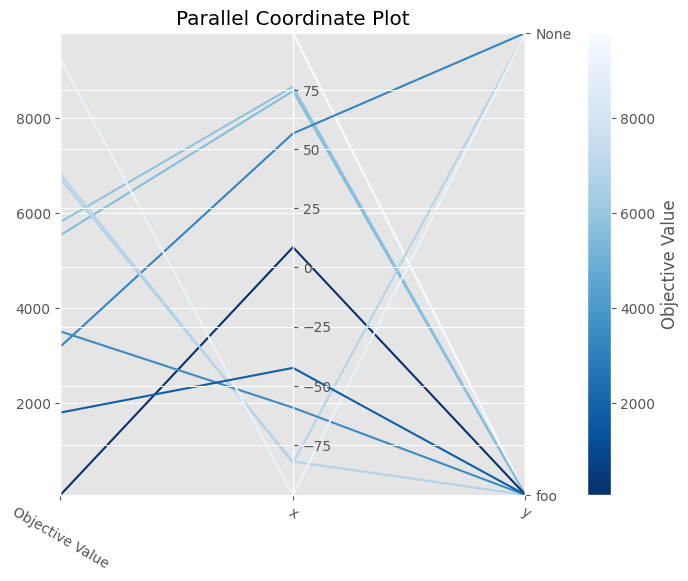 Parallel Coordinate Plot
None
8000
6000
4000
2000
75
50
25
0
−25
−50
−75
foo
Objective Value
x
y
8000
6000
4000
2000
Objective Value